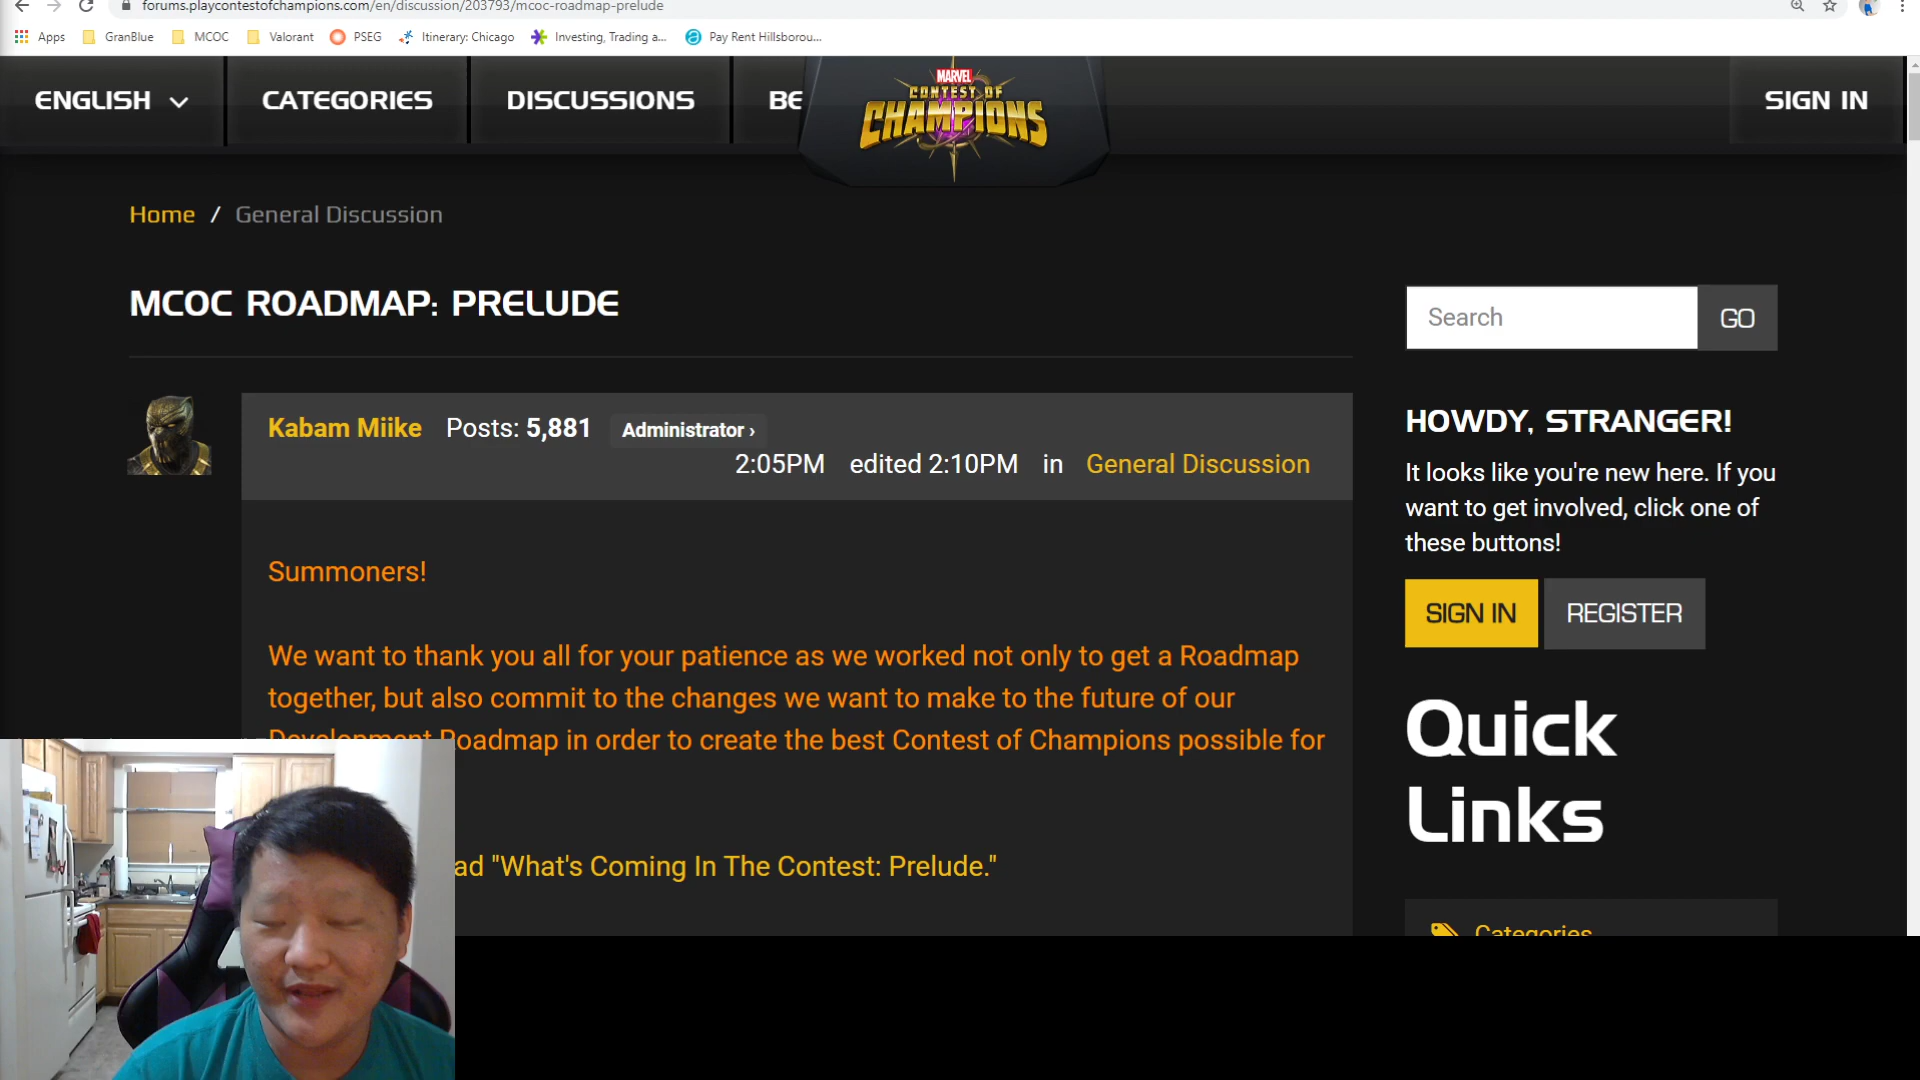 forums.playcontestofchampions.com/en/discussion/203793/mcoc-roadmap-prelude
Apps GranBlue MCOC Valorant PSEG Itinerary: Chicago Investing, Trading a... Pay Rent Hillsborou...
ENGLISH CATEGORIES DISCUSSIONS BE SIGN IN
MARVEL
CONTEST OF
CHAMPIONS
Home / General Discussion
MCOC ROADMAP: PRELUDE
Search GO
Kabam Miike Posts: 5,881 Administrator ›
2:05PM edited 2:10PM in General Discussion
Summoners!
We want to thank you all for your patience as we worked not only to get a Roadmap
together, but also commit to the changes we want to make to the future of our
Development Roadmap in order to create the best Contest of Champions possible for
ad "What's Coming In The Contest: Prelude."
HOWDY, STRANGER!
It looks like you're new here. If you
want to get involved, click one of
these buttons!
SIGN IN REGISTER
Quick
Links
Categories